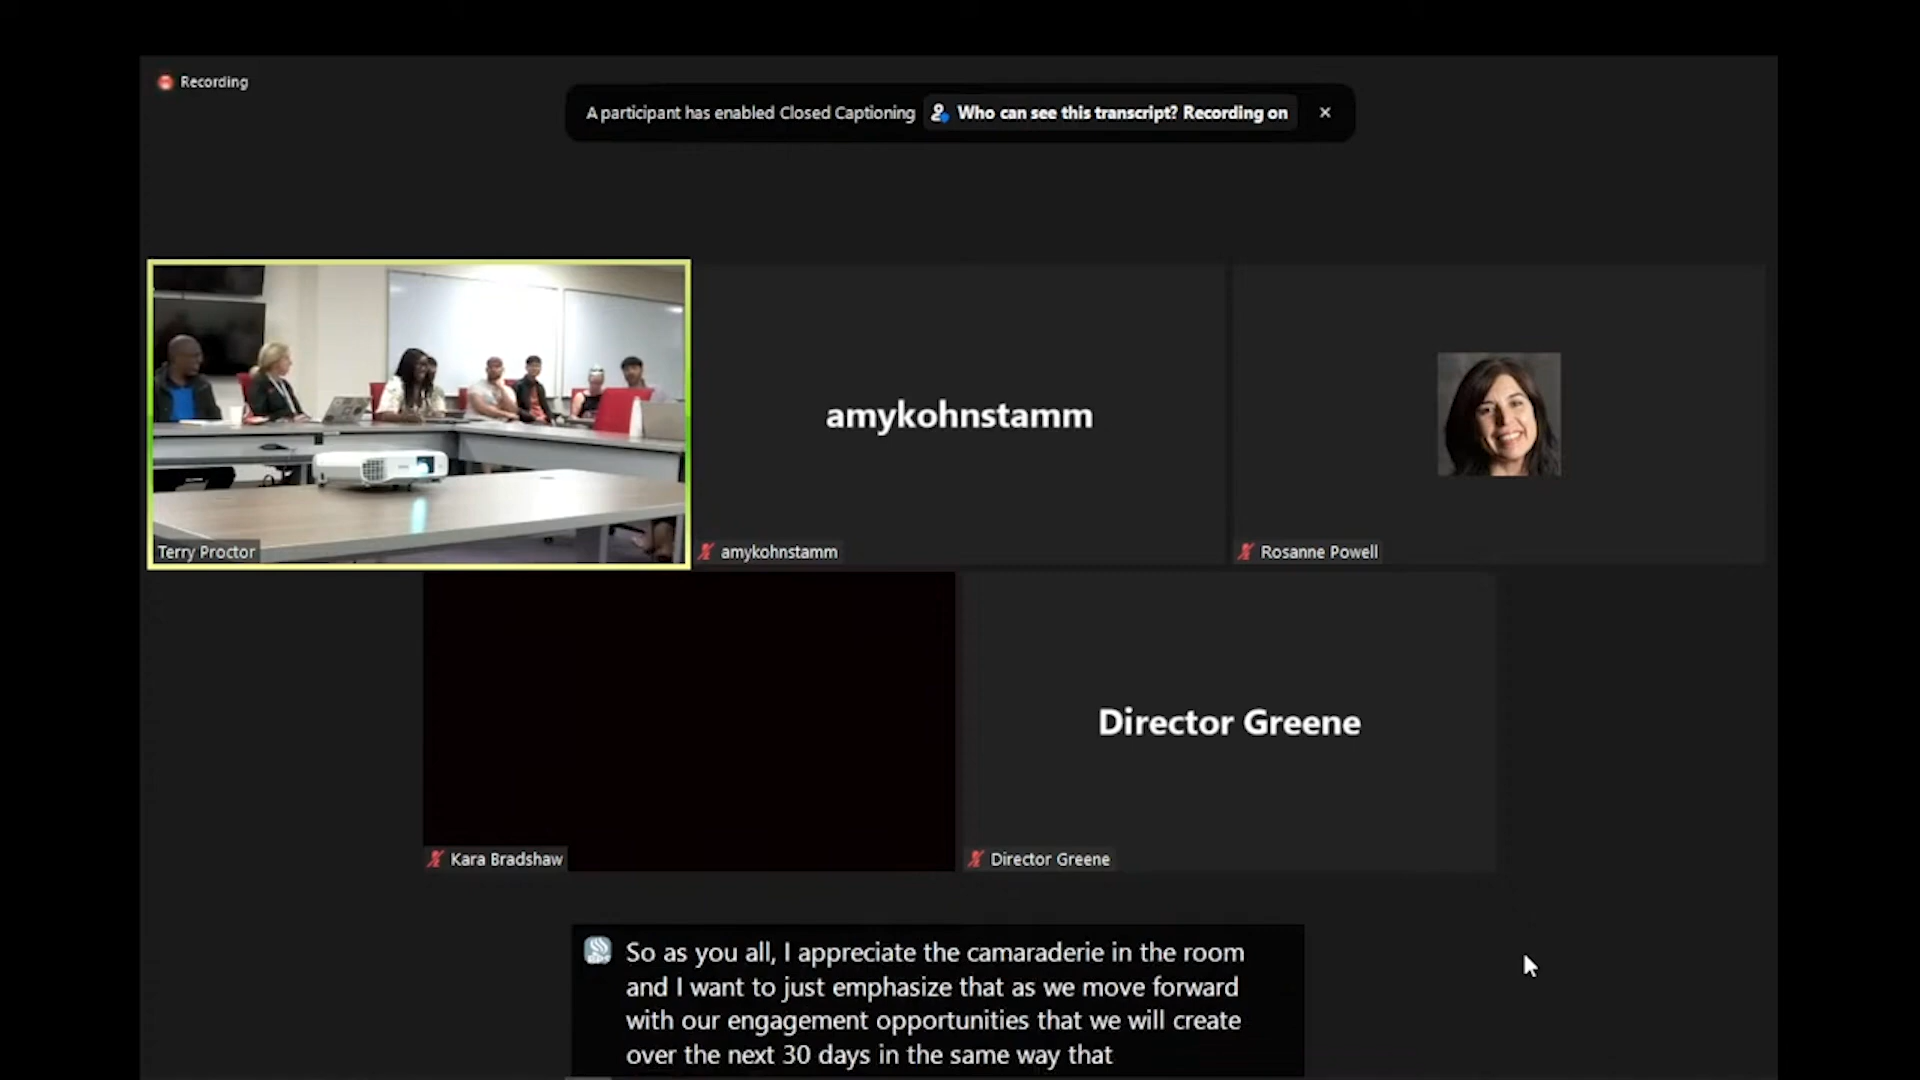 Recording
A participant has enabled Closed Captioning Who can see this transcript? Recording on
Terry Proctor
amykohnstamm
amykohnstamm
Rosanne Powell
Kara Bradshaw
Director Greene
Director Greene
So as you all, I appreciate the camaraderie in the room
and I want to just emphasize that as we move forward
with our engagement opportunities that we will create
over the next 30 days in the same way that